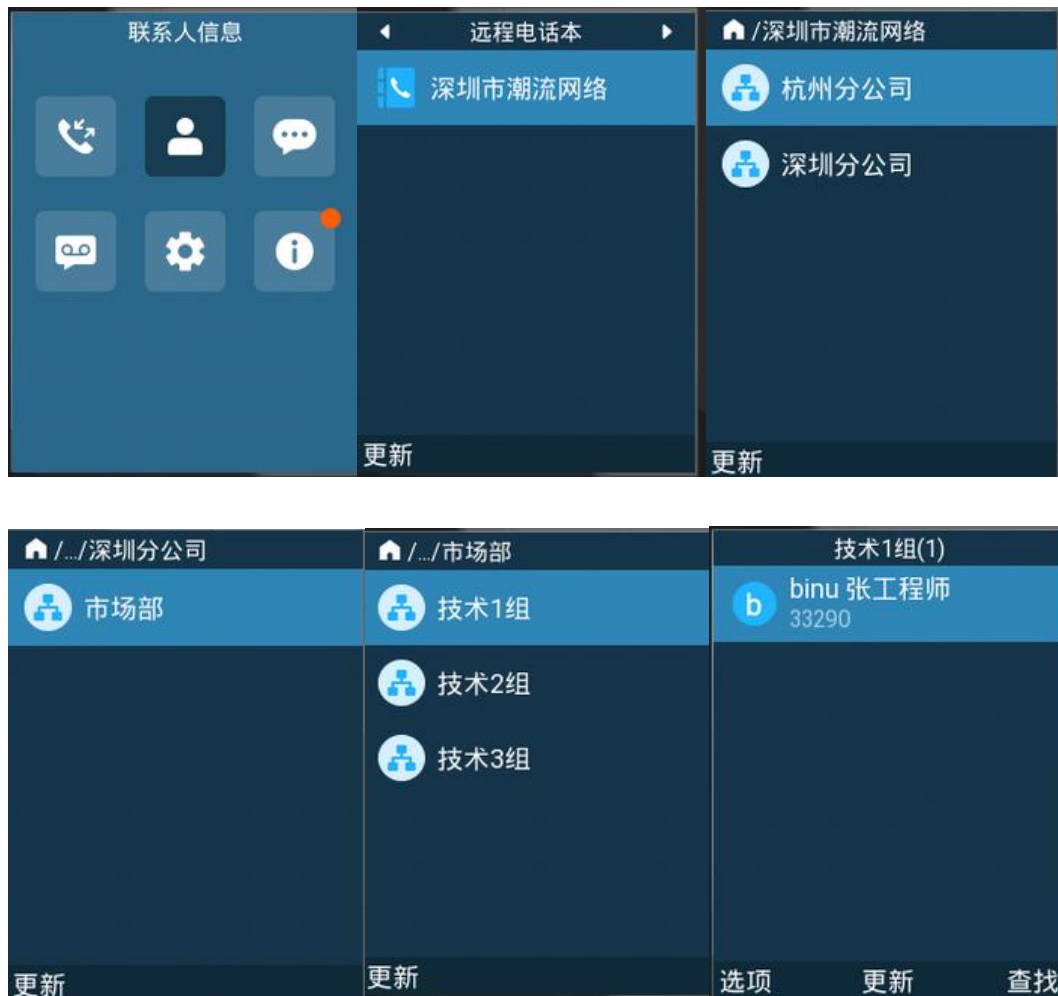 联系人信息
远程电话本
深圳市潮流网络
更新
/深圳市潮流网络
杭州分公司
深圳分公司
更新
/.../深圳分公司
市场部
更新
/.../市场部
技术1组
技术2组
技术3组
更新
技术1组(1)
b
binu 张工程师
33290
选项 更新 查找